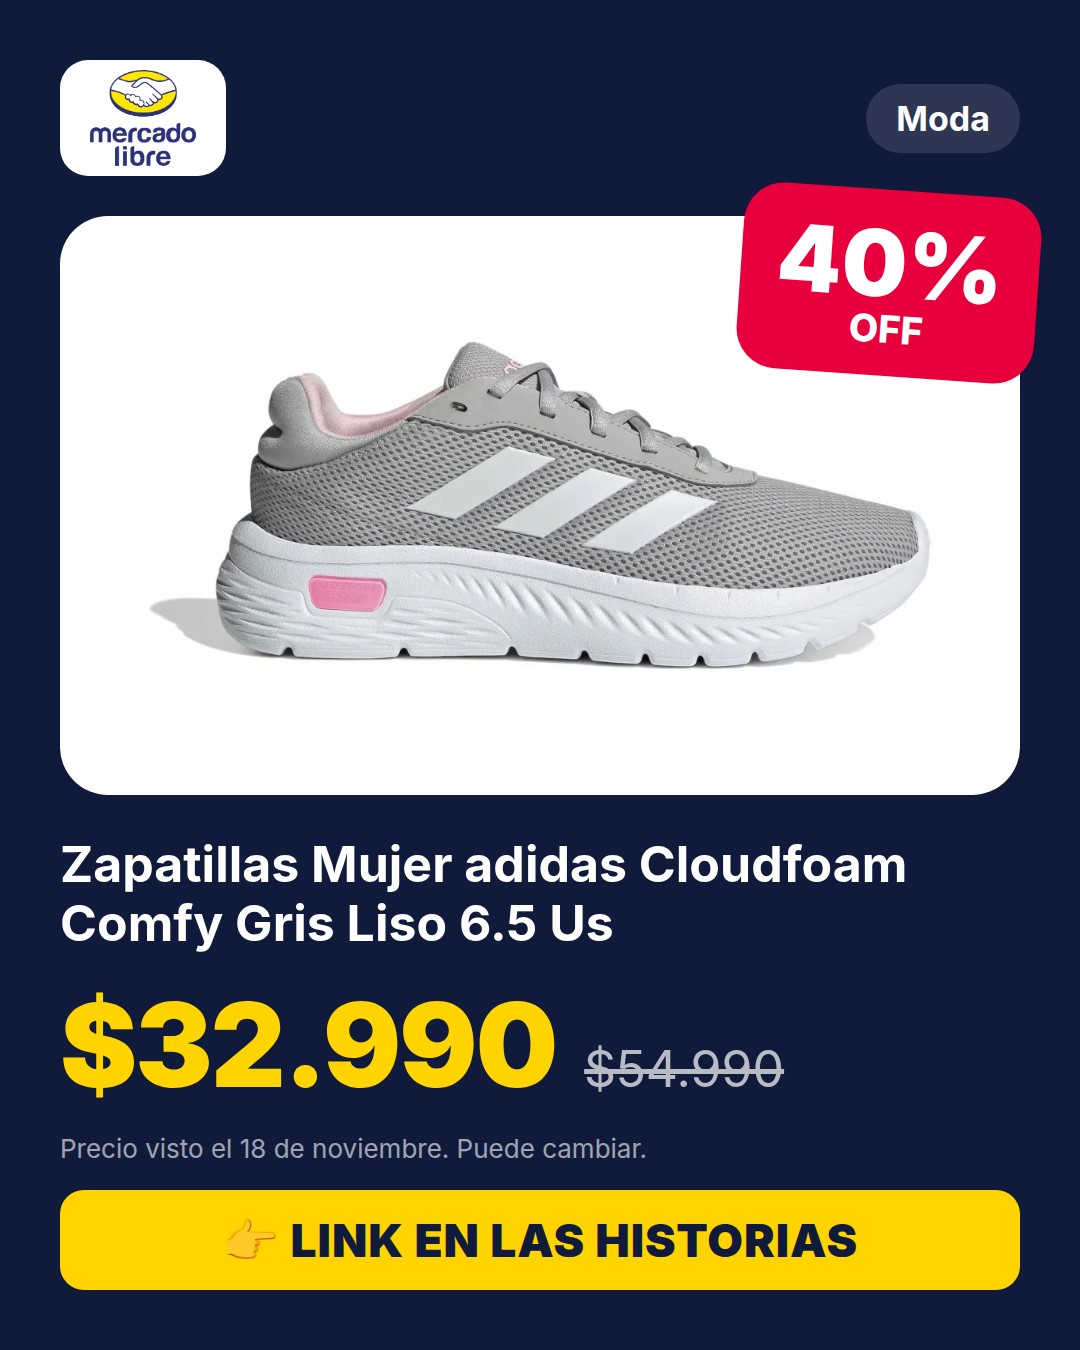 mercado
libre
Moda
40%
OFF
Zapatillas Mujer adidas Cloudfoam
Comfy Gris Liso 6.5 Us
$32.990 $54.990
Precio visto el 18 de noviembre. Puede cambiar.
👉 LINK EN LAS HISTORIAS